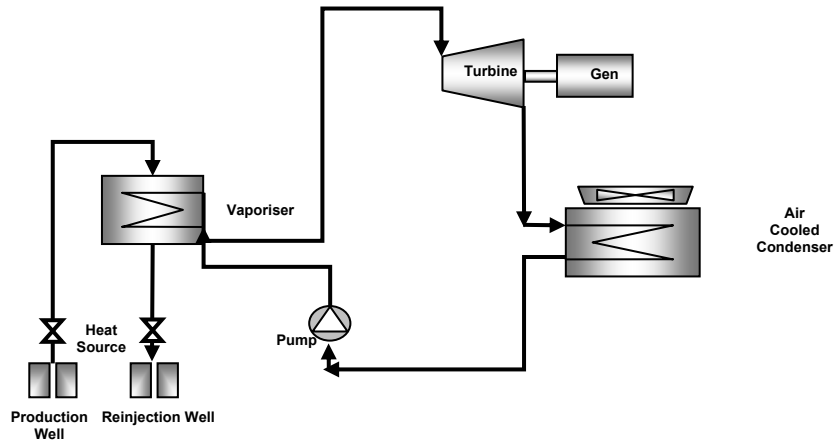 Turbine
Gen
Vaporiser
Air
Cooled
Condenser
Pump
Heat
Source
Production
Well
Reinjection Well